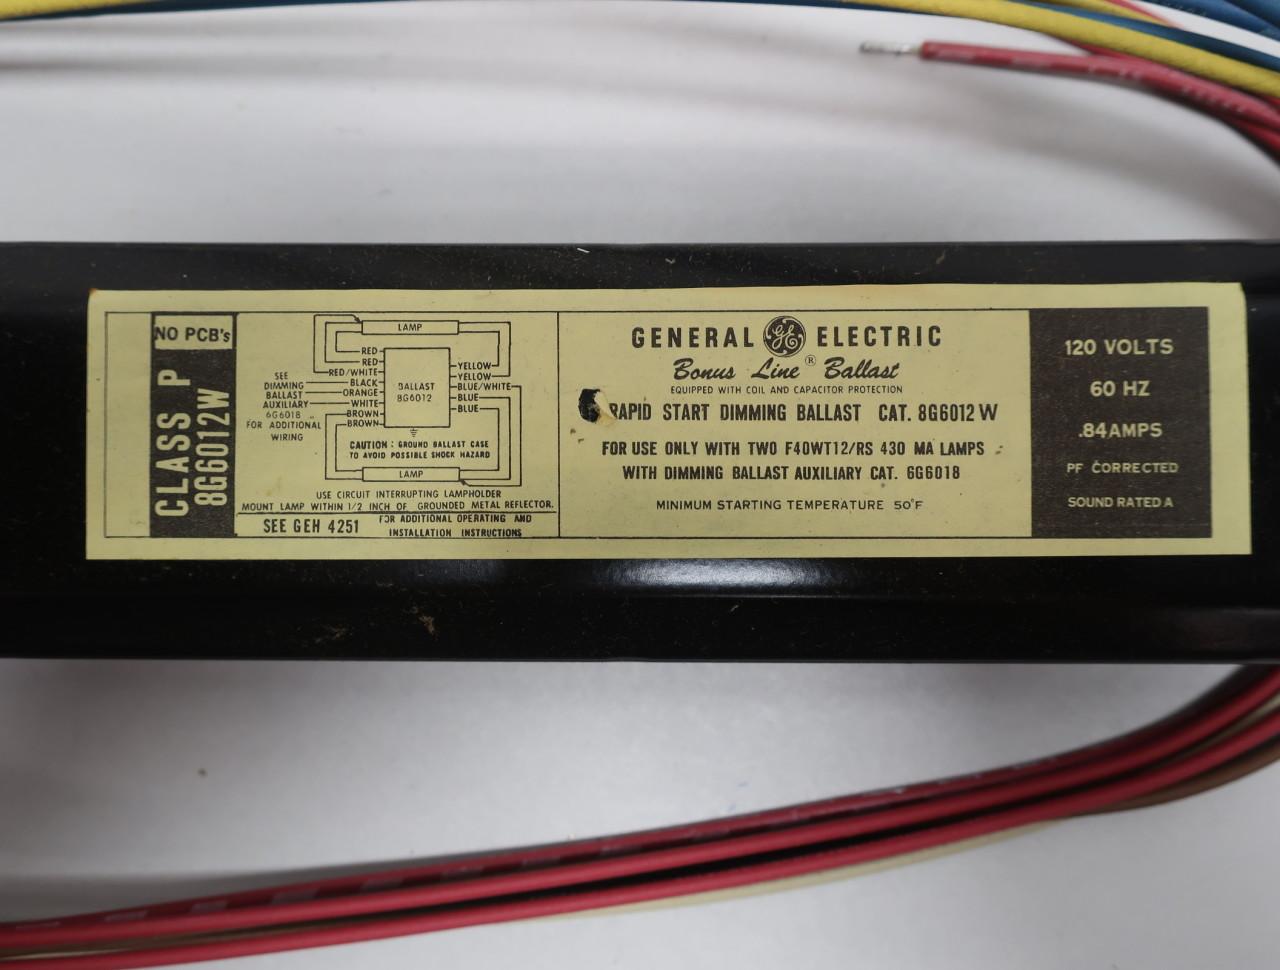 NO PCB's
CLASS P
8G6012W
LAMP
RED
RED
RED/WHITE
BLACK
ORANGE
WHITE
BROWN
BROWN
SEE
DIMMING
BALLAST
AUXILIARY
6G6018
FOR ADDITIONAL
WIRING
BALLAST
8G6012
YELLOW
YELLOW
BLUE/WHITE
BLUE
BLUE
CAUTION: GROUND BALLAST CASE
TO AVOID POSSIBLE SHOCK HAZARD
LAMP
USE CIRCUIT INTERRUPTING LAMPHOLDER
MOUNT LAMP WITHIN 1/2 INCH OF GROUNDED METAL REFLECTOR.
SEE GEH 4251
FOR ADDITIONAL OPERATING AND
INSTALLATION INSTRUCTIONS
GENERAL GE ELECTRIC
Bonus Line® Ballast
EQUIPPED WITH COIL AND CAPACITOR PROTECTION
RAPID START DIMMING BALLAST CAT. 8G6012W
FOR USE ONLY WITH TWO F40WT12/RS 430 MA LAMPS
WITH DIMMING BALLAST AUXILIARY CAT. 6G6018
MINIMUM STARTING TEMPERATURE 50°F
120 VOLTS
60 HZ
.84AMPS
PF CORRECTED
SOUND RATED A